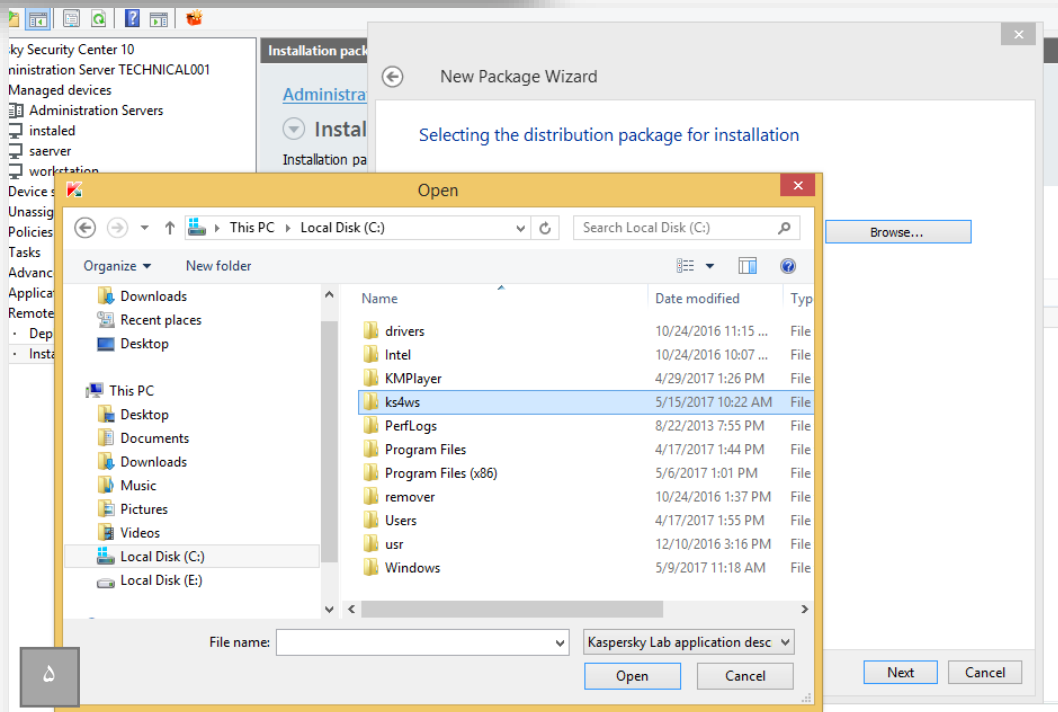 sky Security Center 10
ministration Server TECHNICAL001
Managed devices
Administration Servers
instaled
saerver
workstation
Device s
Unassig
Policies
Tasks
Advanc
Applica
Remote
Dep
Insta
Installation pack
Administra
Instal
Installation pa
New Package Wizard
Selecting the distribution package for installation
Browse...
Next
Cancel
Open
This PC
Local Disk (C:)
Search Local Disk (C:)
Organize
New folder
Downloads
Recent places
Desktop
This PC
Desktop
Documents
Downloads
Music
Pictures
Videos
Local Disk (C:)
Local Disk (E:)
Name Date modified Typ
drivers 10/24/2016 11:15 ... File
Intel 10/24/2016 10:07 ... File
KMPlayer 4/29/2017 1:26 PM File
ks4ws 5/15/2017 10:22 AM File
PerfLogs 8/22/2013 7:55 PM File
Program Files 4/17/2017 1:44 PM File
Program Files (x86) 5/6/2017 1:01 PM File
remover 10/24/2016 1:37 PM File
Users 4/17/2017 1:55 PM File
usr 12/10/2016 3:16 PM File
Windows 5/9/2017 11:18 AM File
File name:
Kaspersky Lab application desc
Open
Cancel
۵